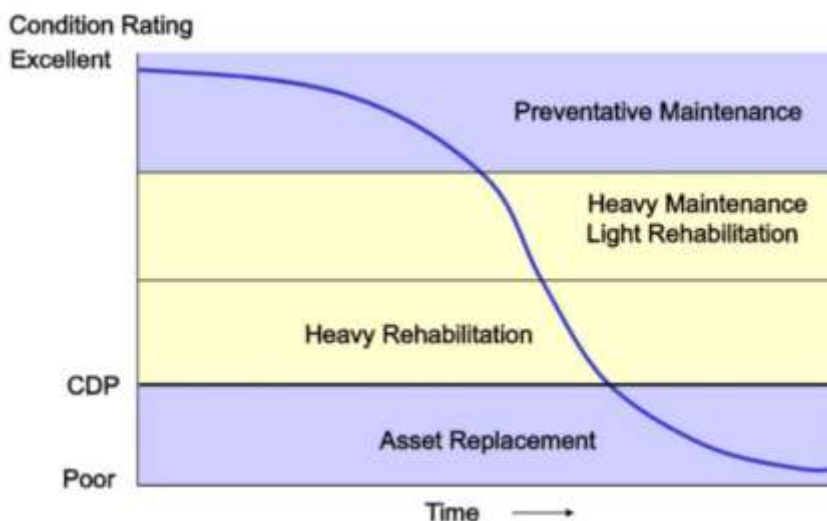 Condition Rating
Excellent
Preventative Maintenance
Heavy Maintenance
Light Rehabilitation
Heavy Rehabilitation
CDP
Asset Replacement
Poor
Time